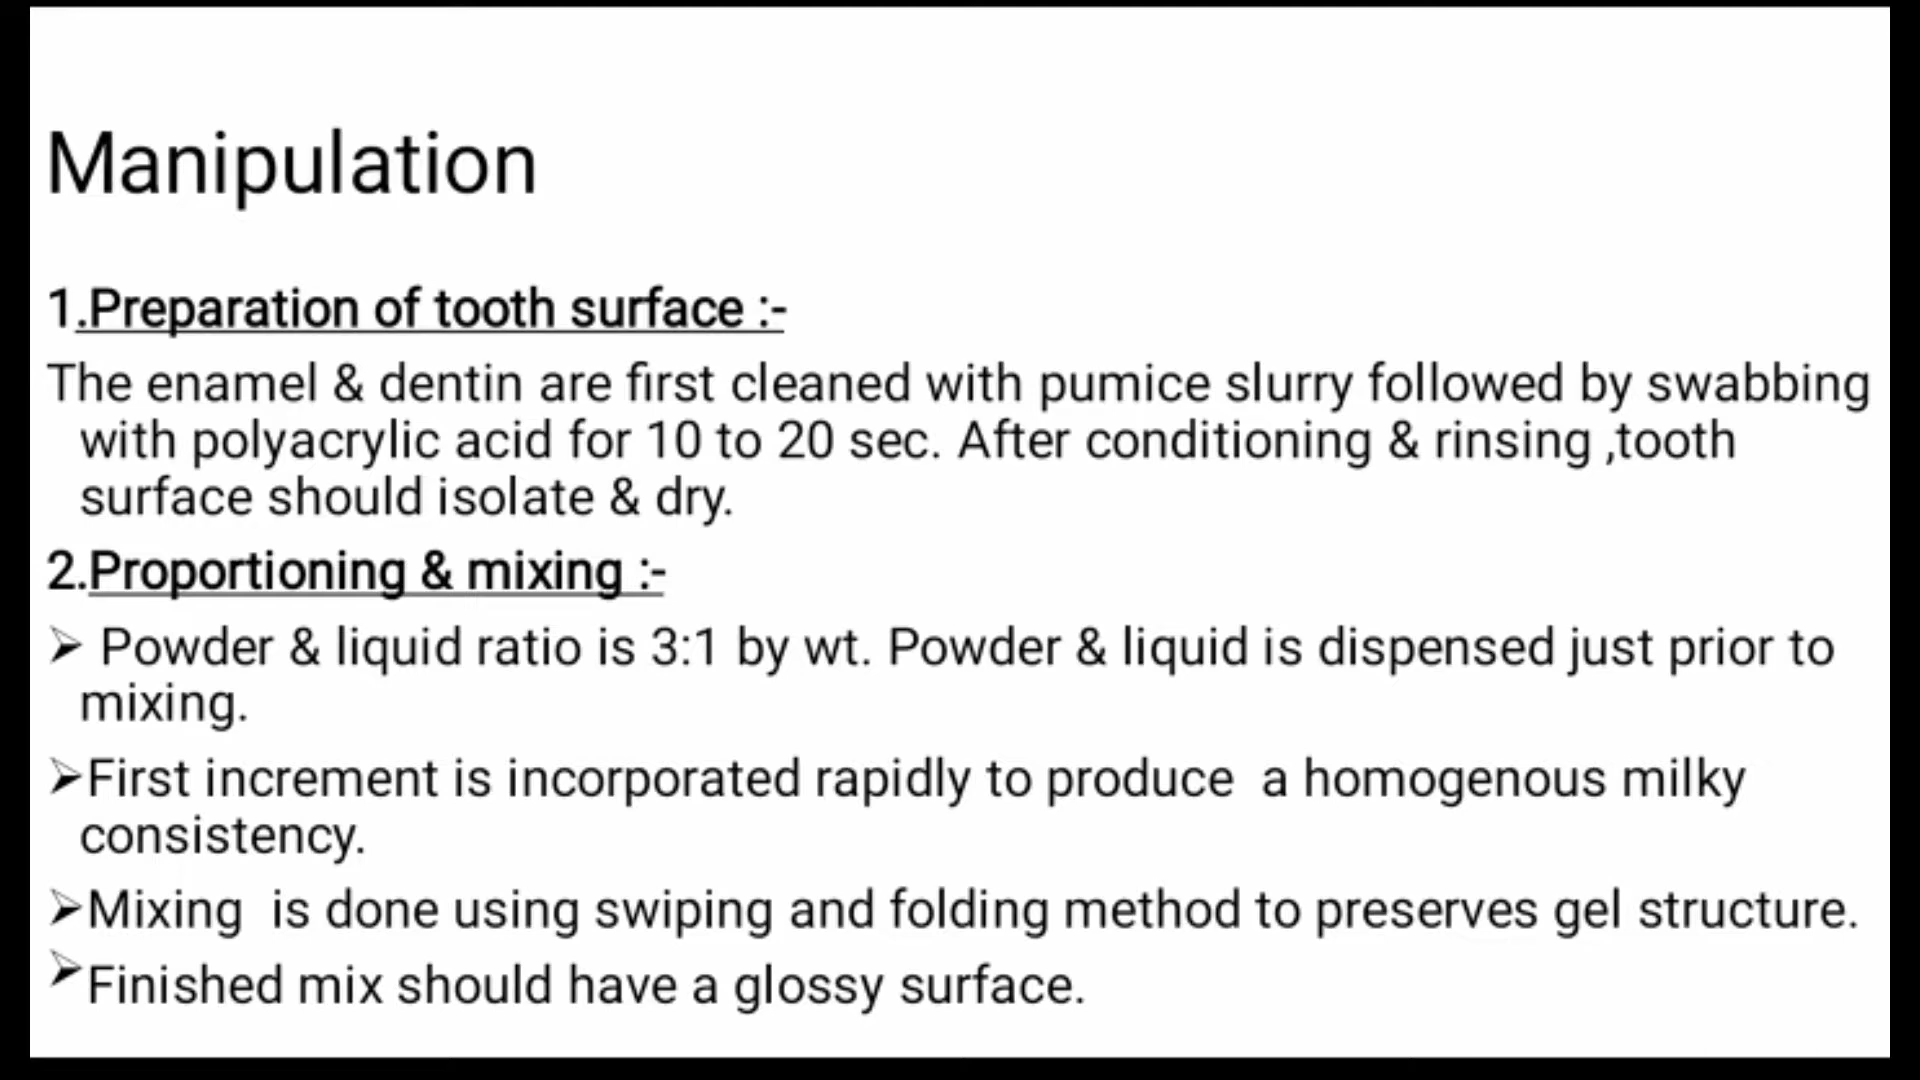 Manipulation
1.Preparation of tooth surface :-
The enamel & dentin are first cleaned with pumice slurry followed by swabbing
with polyacrylic acid for 10 to 20 sec. After conditioning & rinsing ,tooth
surface should isolate & dry.
2.Proportioning & mixing :-
➢ Powder & liquid ratio is 3:1 by wt. Powder & liquid is dispensed just prior to
mixing.
➢First increment is incorporated rapidly to produce  a homogenous milky
consistency.
➢Mixing  is done using swiping and folding method to preserves gel structure.
➢Finished mix should have a glossy surface.